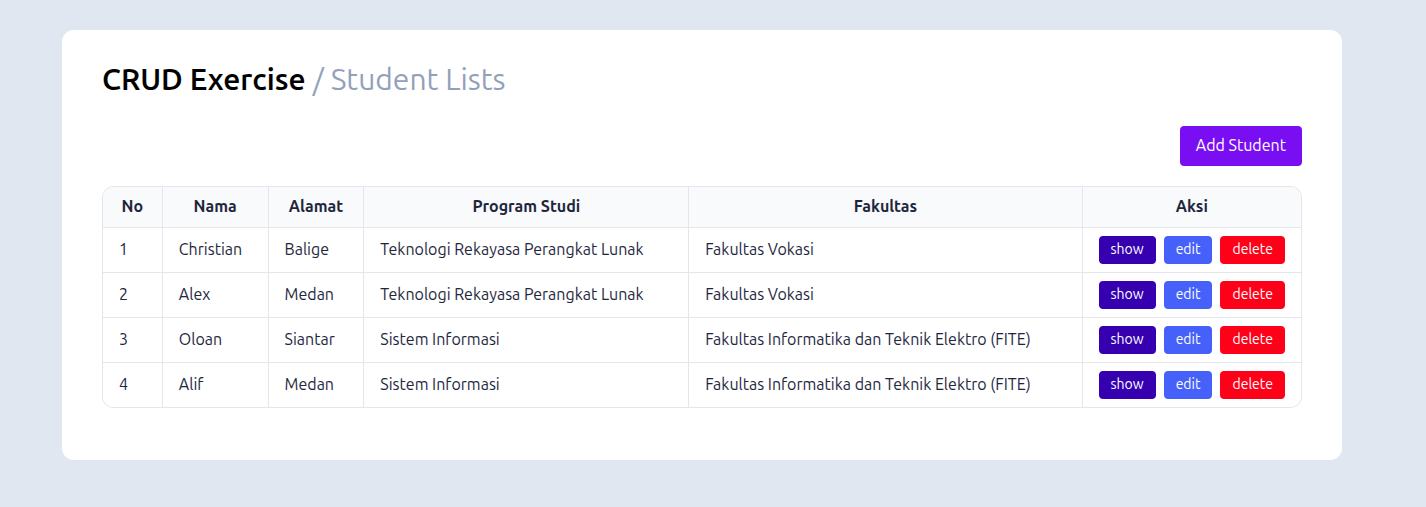 CRUD Exercise / Student Lists
Add Student
No Nama Alamat Program Studi Fakultas Aksi
1 Christian Balige Teknologi Rekayasa Perangkat Lunak Fakultas Vokasi show edit delete
2 Alex Medan Teknologi Rekayasa Perangkat Lunak Fakultas Vokasi show edit delete
3 Oloan Siantar Sistem Informasi Fakultas Informatika dan Teknik Elektro (FITE) show edit delete
4 Alif Medan Sistem Informasi Fakultas Informatika dan Teknik Elektro (FITE) show edit delete